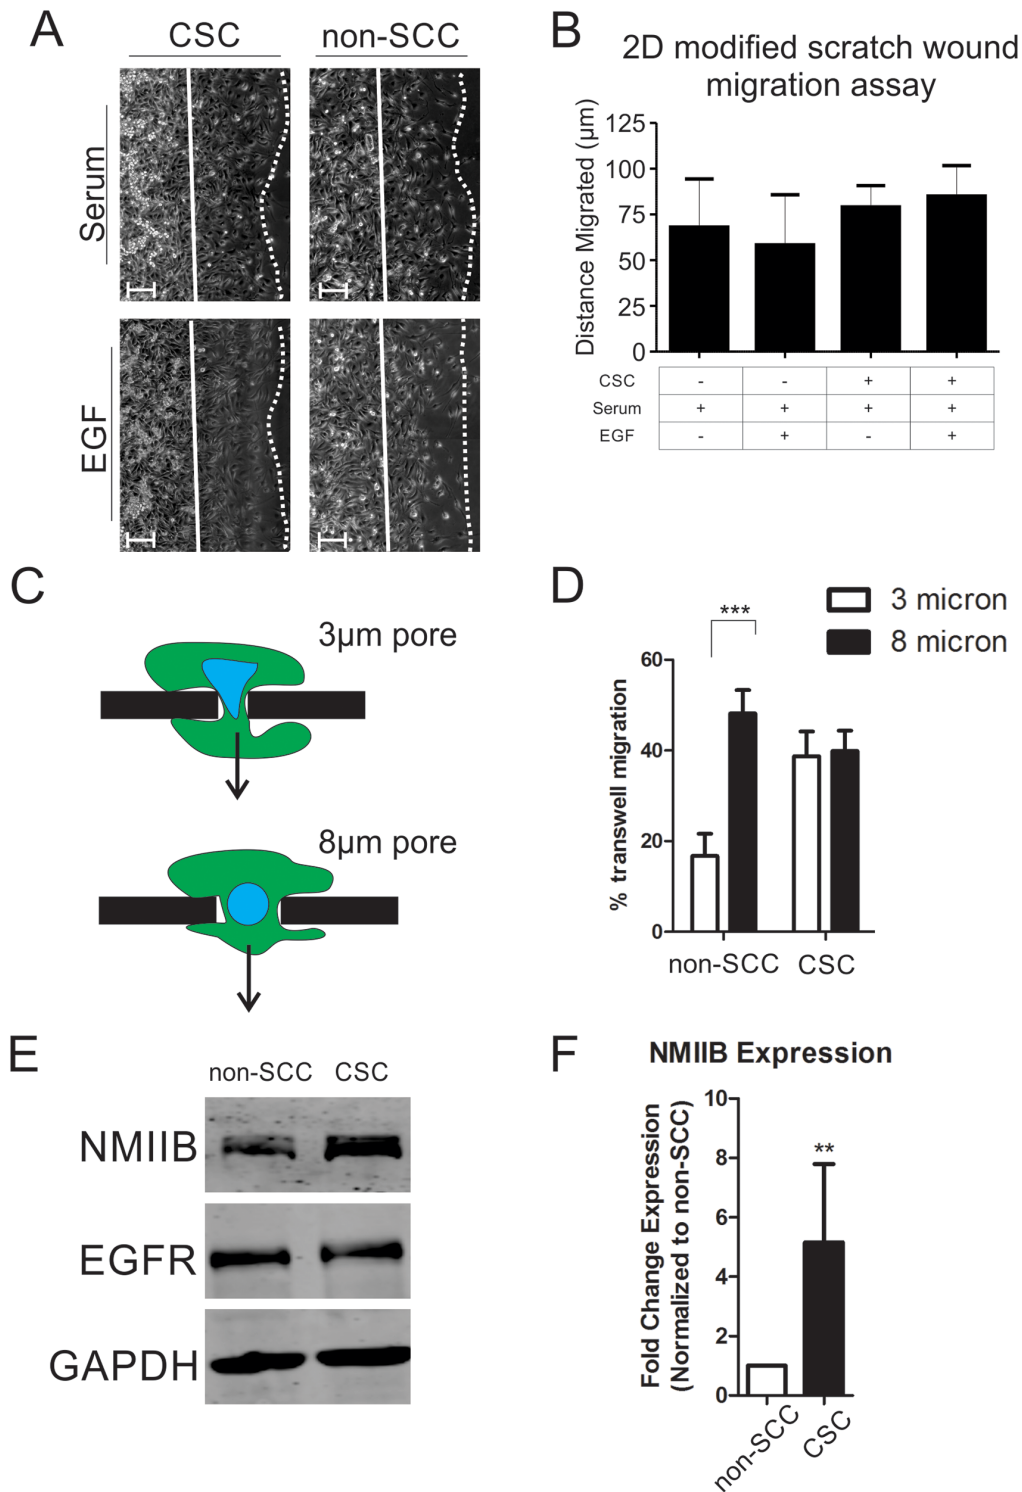 A
CSC
non-SCC
Serum
EGF
B
2D modified scratch wound
migration assay
Distance Migrated (µm)
125
100
75
50
25
0
CSC - - + +
Serum + + + +
EGF - + - +
C
3µm pore
8µm pore
D
3 micron
8 micron
***
% transwell migration
60
40
20
0
non-SCC CSC
E
non-SCC CSC
NMIIB
EGFR
GAPDH
F
NMIIB Expression
Fold Change Expression
(Normalized to non-SCC)
10
8
6
4
2
0
**
non-SCC
CSC